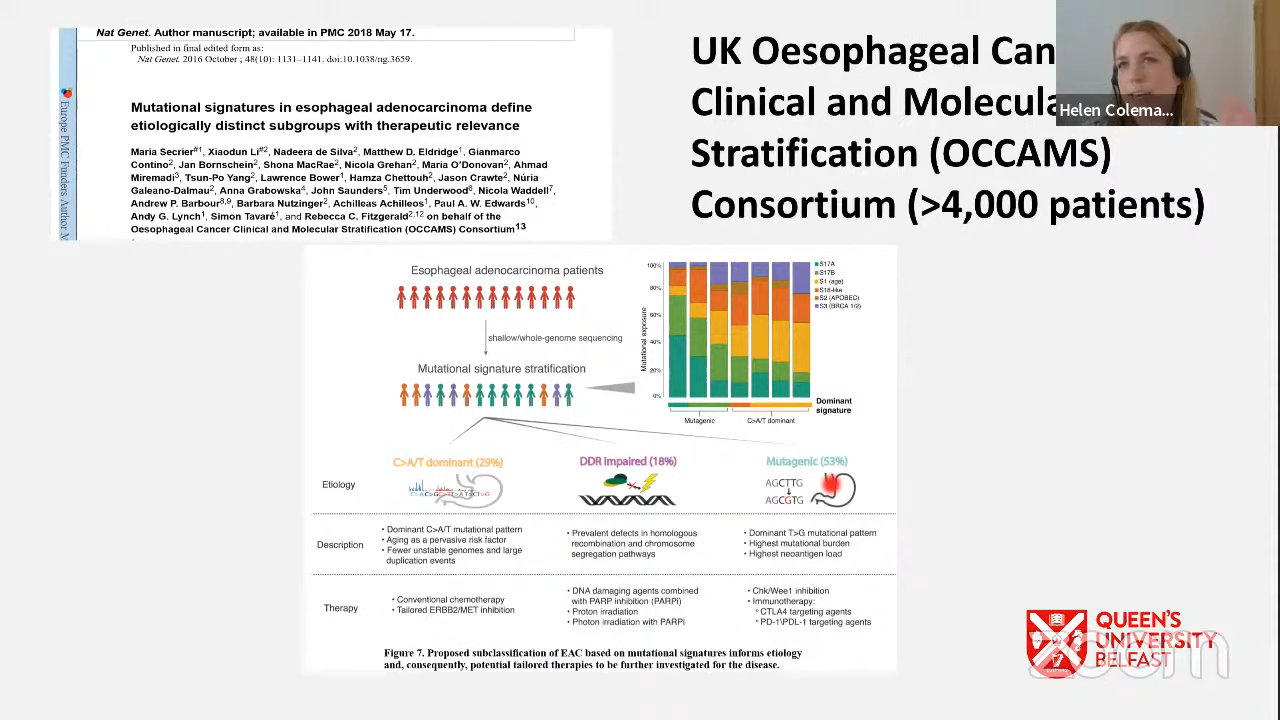 Nat Genet. Author manuscript; available in PMC 2018 May 17.
Published in final edited form as:
Nat Genet. 2016 October ; 48(10): 1131–1141. doi:10.1038/ng.3659.
Europe PMC Funders Author M
Mutational signatures in esophageal adenocarcinoma define
etiologically distinct subgroups with therapeutic relevance
Maria Secrier#1, Xiaodun Li#2, Nadeera de Silva2, Matthew D. Eldridge1, Gianmarco
Contino2, Jan Bornschein2, Shona MacRae2, Nicola Grehan2, Maria O'Donovan2, Ahmad
Miremadi3, Tsun-Po Yang2, Lawrence Bower1, Hamza Chettouh2, Jason Crawte2, Núria
Galeano-Dalmau2, Anna Grabowska4, John Saunders5, Tim Underwood6, Nicola Waddell7,
Andrew P. Barbour8,9, Barbara Nutzinger2, Achilleas Achilleos1, Paul A. W. Edwards10,
Andy G. Lynch1, Simon Tavaré1, and Rebecca C. Fitzgerald2,12 on behalf of the
Oesophageal Cancer Clinical and Molecular Stratification (OCCAMS) Consortium13
UK Oesophageal Can
Clinical and Molecula
Stratification (OCCAMS)
Consortium (>4,000 patients)
Helen Colema...
Esophageal adenocarcinoma patients
shallow/whole-genome sequencing
Mutational signature stratification
Mutational exposure
100%
80%
60%
40%
20%
0%
S17A
S17B
S1 (age)
S18-like
S2 (APOBEC)
S3 (BRCA 1/2)
Dominant
signature
Mutagenic
C>A/T dominant
C>A/T dominant (29%)
DDR impaired (18%)
Mutagenic (53%)
Etiology
AGCTTG
AGCGTG
Description
• Dominant C>A/T mutational pattern
• Aging as a pervasive risk factor
• Fewer unstable genomes and large
duplication events
• Prevalent defects in homologous
recombination and chromosome
segregation pathways
• Dominant T>G mutational pattern
• Highest mutational burden
• Highest neoantigen load
Therapy
• Conventional chemotherapy
• Tailored ERBB2/MET inhibition
• DNA damaging agents combined
with PARP inhibition (PARPi)
• Proton irradiation
• Photon irradiation with PARPi
• Chk/Wee1 inhibition
• Immunotherapy:
° CTLA4 targeting agents
° PD-1\PDL-1 targeting agents
Figure 7. Proposed subclassification of EAC based on mutational signatures informs etiology
and, consequently, potential tailored therapies to be further investigated for the disease.
QUEEN'S
UNIVERSITY
BELFAST
zoom